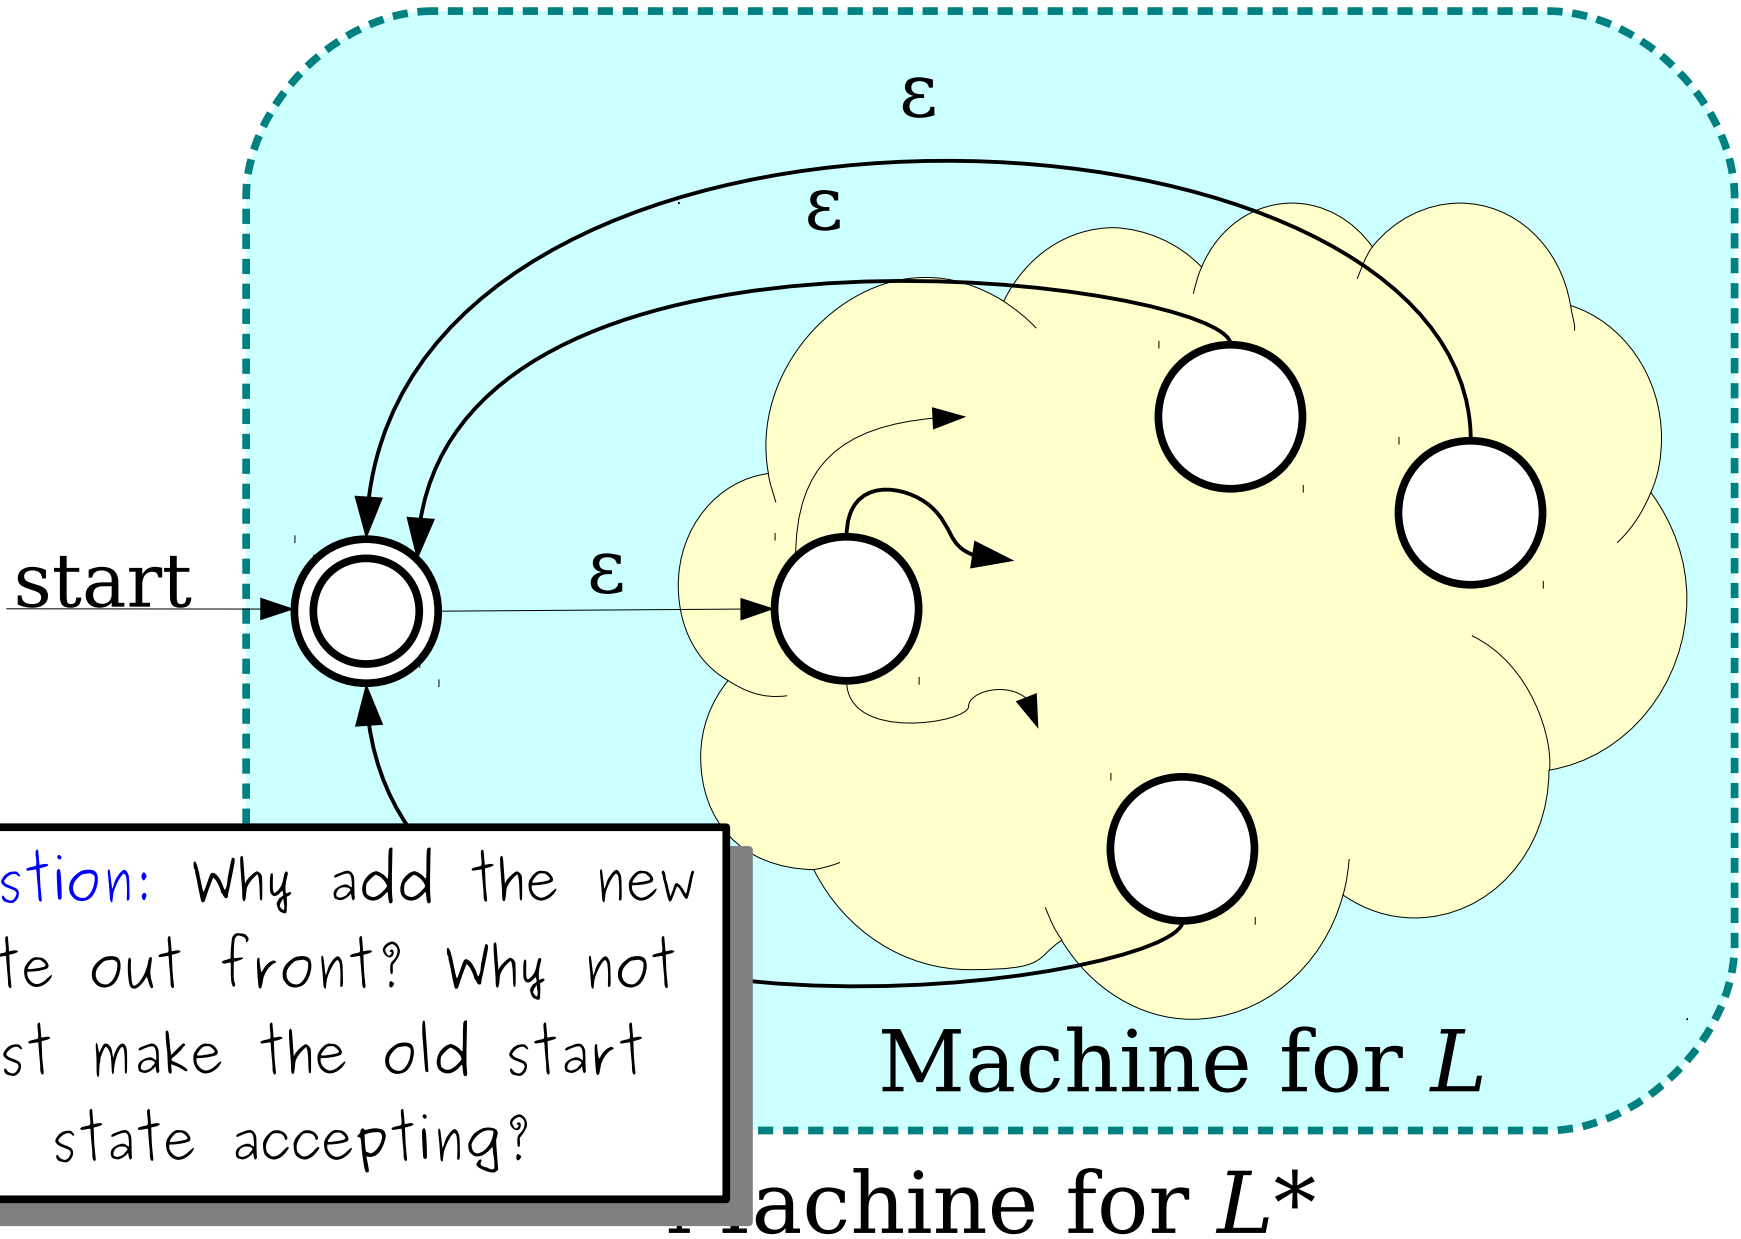 ε
ε
ε
start
stion: Why add the new
te out front? Why not
st make the old start
state accepting?
Machine for L
Machine for L*